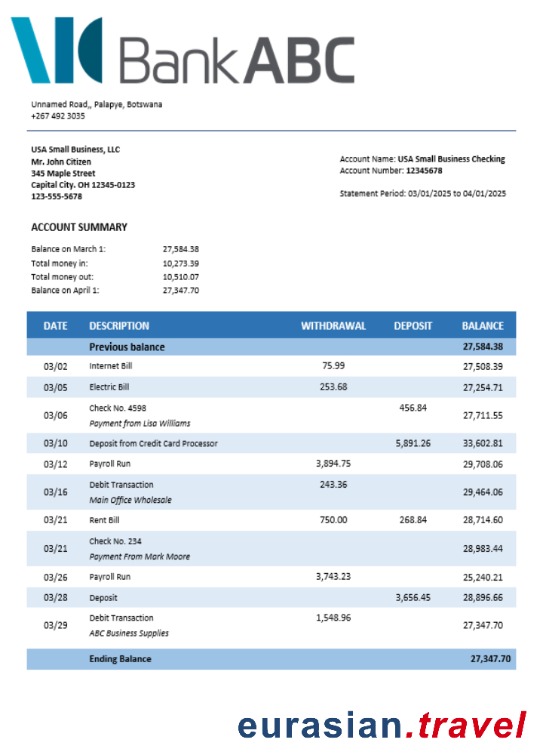 BankABC
Unnamed Road,, Palapye, Botswana
+267 492 3035
USA Small Business, LLC
Mr. John Citizen
345 Maple Street
Capital City. OH 12345-0123
123-555-5678
Account Name: USA Small Business Checking
Account Number: 12345678
Statement Period: 03/01/2025 to 04/01/2025
ACCOUNT SUMMARY
Balance on March 1: 27,584.38
Total money in: 10,273.39
Total money out: 10,510.07
Balance on April 1: 27,347.70
DATE DESCRIPTION WITHDRAWAL DEPOSIT BALANCE
Previous balance 27,584.38
03/02 Internet Bill 75.99 27,508.39
03/05 Electric Bill 253.68 27,254.71
03/06 Check No. 4598 456.84 27,711.55
Payment from Lisa Williams
03/10 Deposit from Credit Card Processor 5,891.26 33,602.81
03/12 Payroll Run 3,894.75 29,708.06
03/16 Debit Transaction 243.36 29,464.06
Main Office Wholesale
03/21 Rent Bill 750.00 268.84 28,714.60
03/21 Check No. 234 28,983.44
Payment From Mark Moore
03/26 Payroll Run 3,743.23 25,240.21
03/28 Deposit 3,656.45 28,896.66
03/29 Debit Transaction 1,548.96 27,347.70
ABC Business Supplies
Ending Balance 27,347.70
eurasian.travel